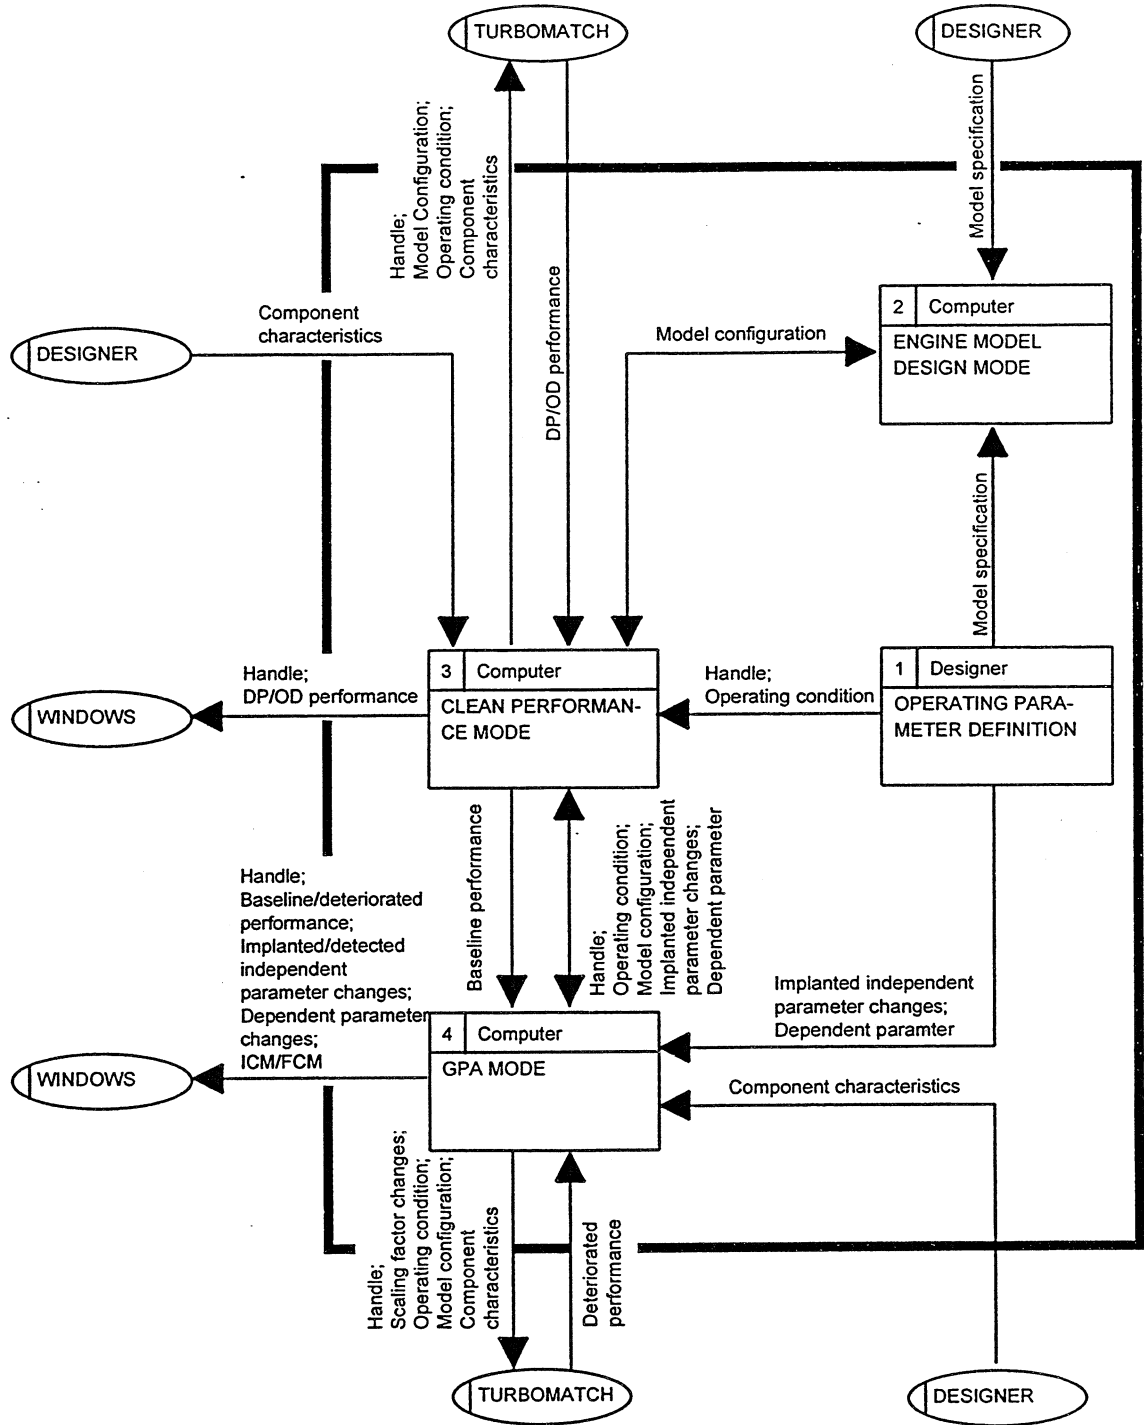 TURBOMATCH
DESIGNER
Handle;
Model Configuration;
Operating condition;
Component
characteristics
Model specification
DP/OD performance
Component
characteristics
DESIGNER
Model configuration
2 Computer
ENGINE MODEL
DESIGN MODE
Model specification
Handle;
DP/OD performance
WINDOWS
3 Computer
CLEAN PERFORMAN-
CE MODE
Handle;
Operating condition
1 Designer
OPERATING PARA-
METER DEFINITION
Baseline performance
Handle;
Operating condition;
Model configuration;
Implanted independent
parameter changes;
Dependent parameter
Handle;
Baseline/deteriorated
performance;
Implanted/detected
independent
parameter changes;
Dependent parameter
changes;
ICM/FCM
WINDOWS
4 Computer
GPA MODE
Implanted independent
parameter changes;
Dependent paramter
Component characteristics
Handle;
Scaling factor changes;
Operating condition;
Model configuration;
Component
characteristics
Deteriorated
performance
TURBOMATCH
DESIGNER